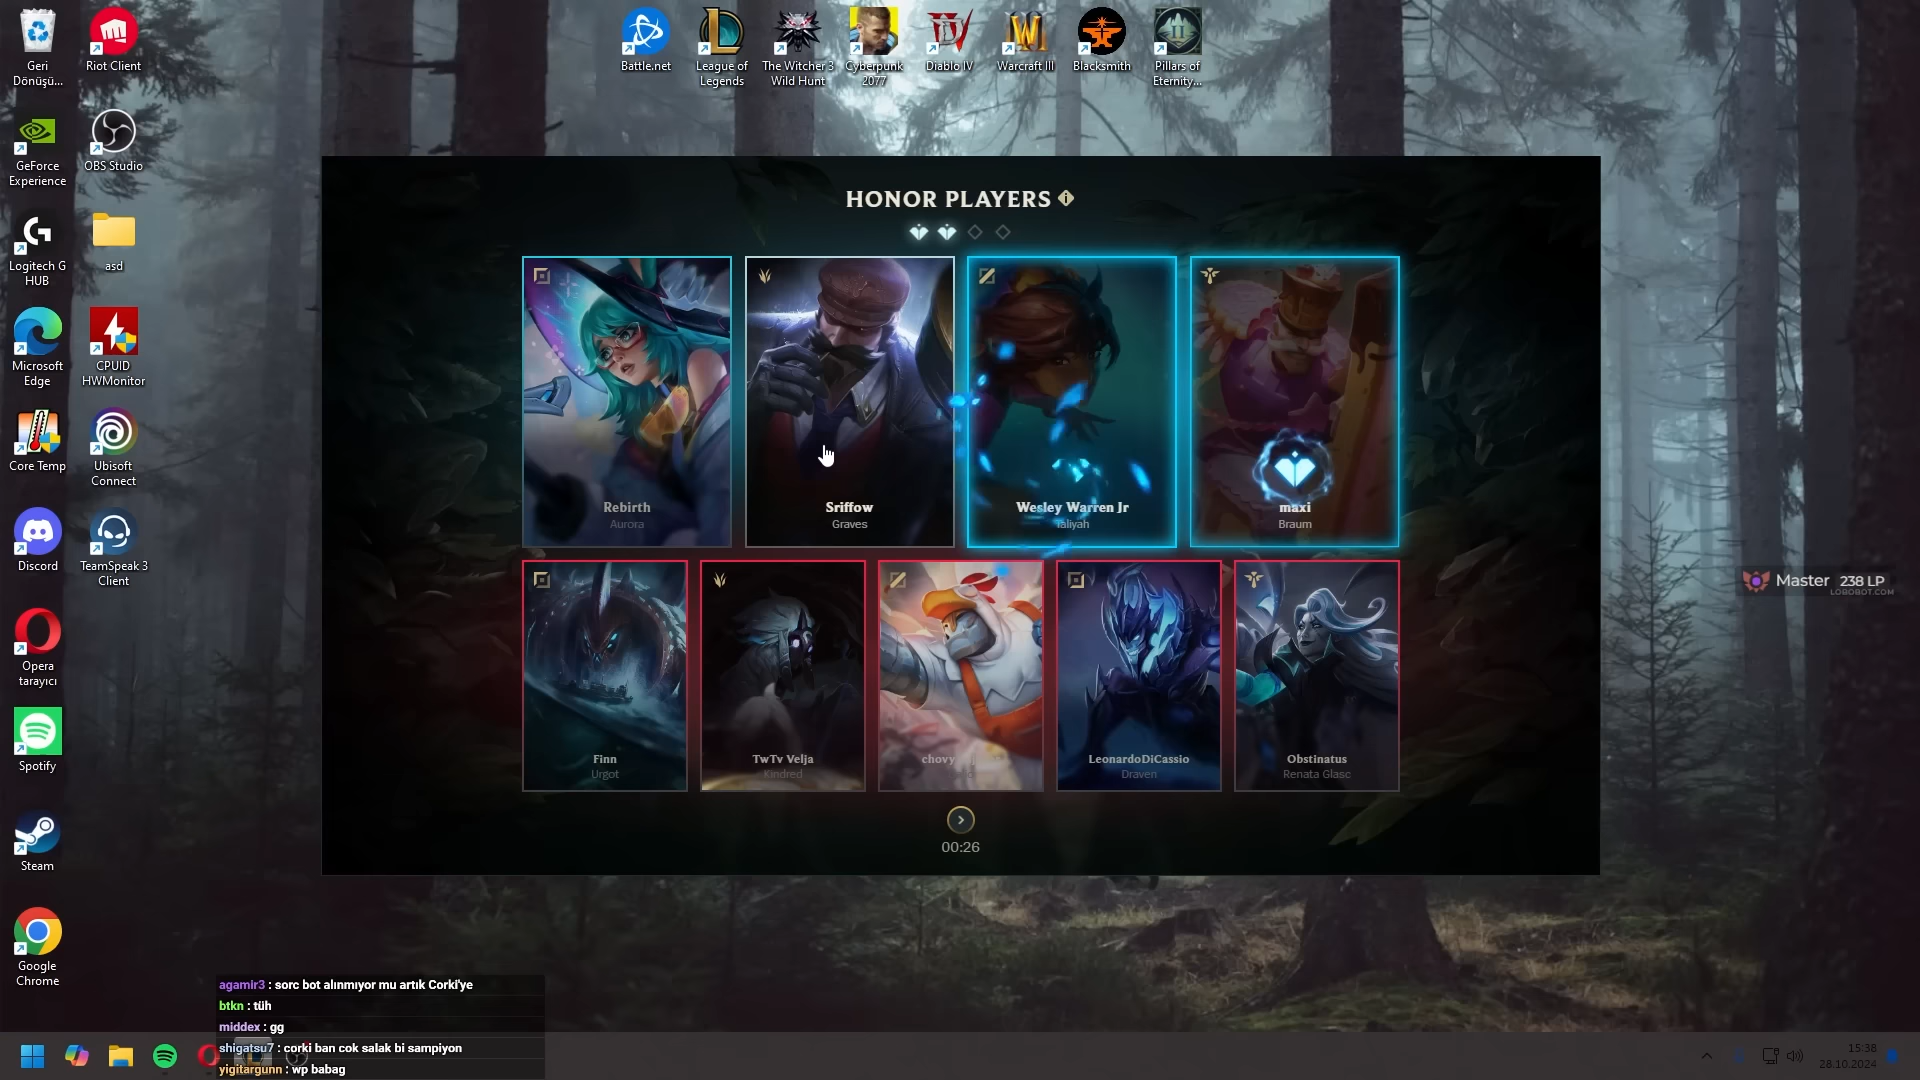 Geri
Dönüşü...
Riot Client
Battle.net
League of
Legends
The Witcher 3
Wild Hunt
Cyberpunk
2077
Diablo IV
Warcraft III
Blacksmith
Pillars of
Eternity...
GeForce
Experience
OBS Studio
Logitech G
HUB
asd
Microsoft
Edge
CPUID
HWMonitor
Core Temp
Ubisoft
Connect
Discord
TeamSpeak 3
Client
Opera
tarayıcı
Spotify
Steam
Google
Chrome
HONOR PLAYERS
Rebirth
Aurora
Sriffow
Graves
Wesley Warren Jr
Taliyah
maxi
Braum
Finn
Urgot
TwTv Velja
Kindred
chovy
LeonardoDiCassio
Draven
Obstinatus
Renata Glasc
00:26
Master 238 LP
LOBOBOT.COM
agamir3 : sorc bot alınmıyor mu artık Corki'ye
btkn : tüh
middex : gg
shigatsu7 : corki ban cok salak bi sampiyon
yigitargunn : wp babag
15:38
28.10.2024